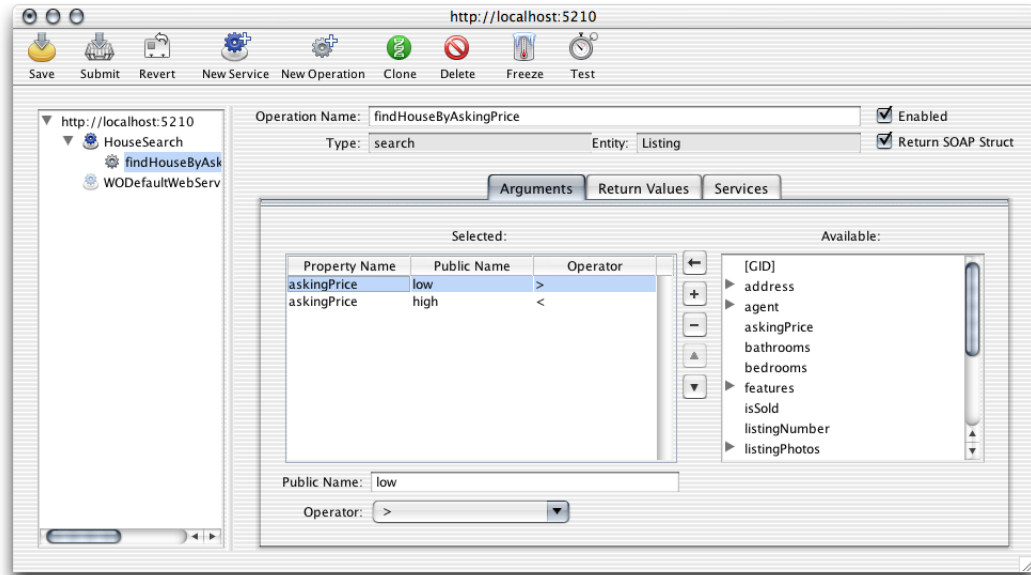 http://localhost:5210
Save Submit Revert New Service New Operation Clone Delete Freeze Test
http://localhost:5210
HouseSearch
findHouseByAsk
WODefaultWebServ
Operation Name: findHouseByAskingPrice Enabled
Type: search Entity: Listing Return SOAP Struct
Arguments Return Values Services
Selected: Available:
Property Name Public Name Operator
askingPrice low >
askingPrice high <
[GID]
address
agent
askingPrice
bathrooms
bedrooms
features
isSold
listingNumber
listingPhotos
Public Name: low
Operator: >